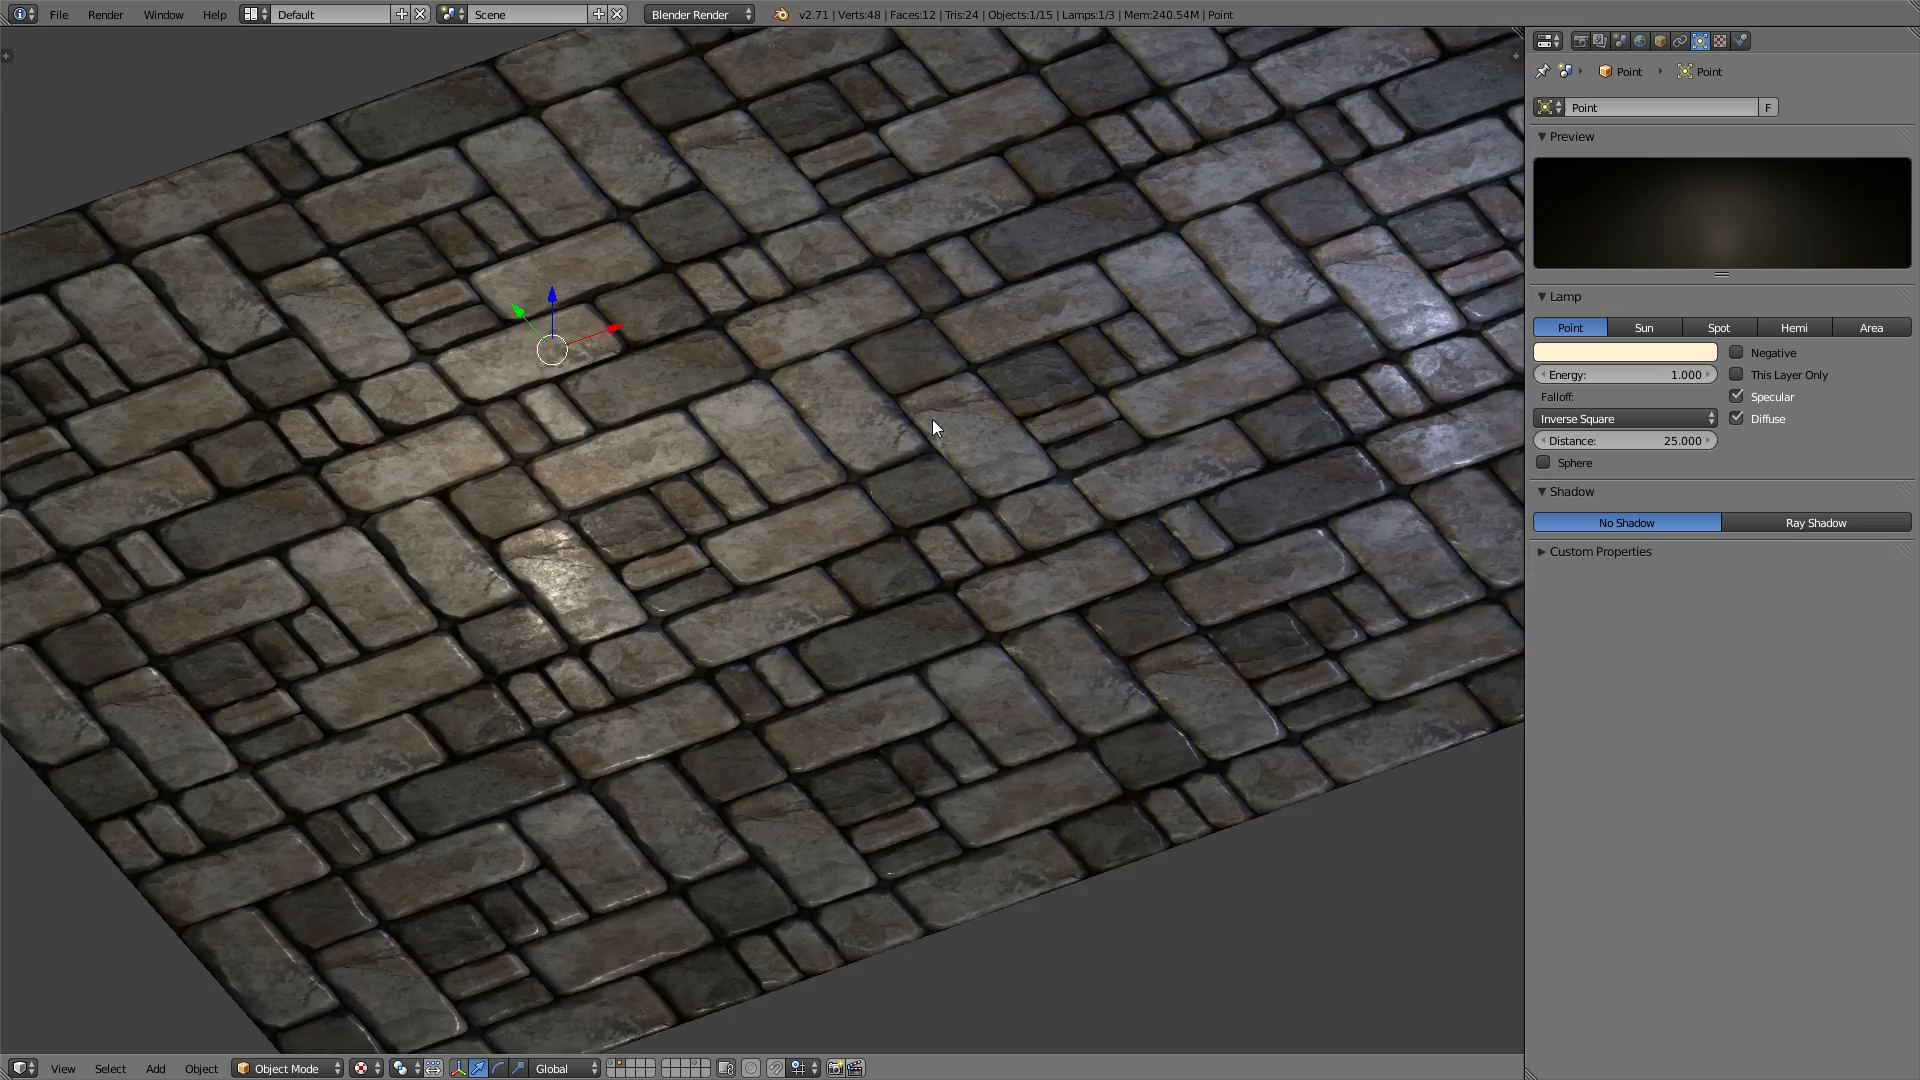 File Render Window Help Default Scene Blender Render v2.71 | Verts:48 | Faces:12 | Tris:24 | Objects:1/15 | Lamps:1/3 | Mem:240.54M | Point
Point Point
Point F
Preview
Lamp
Point Sun Spot Hemi Area
Negative
Energy: 1.000 This Layer Only
Falloff: Specular
Inverse Square Diffuse
Distance: 25.000
Sphere
Shadow
No Shadow Ray Shadow
Custom Properties
View Select Add Object Object Mode Global